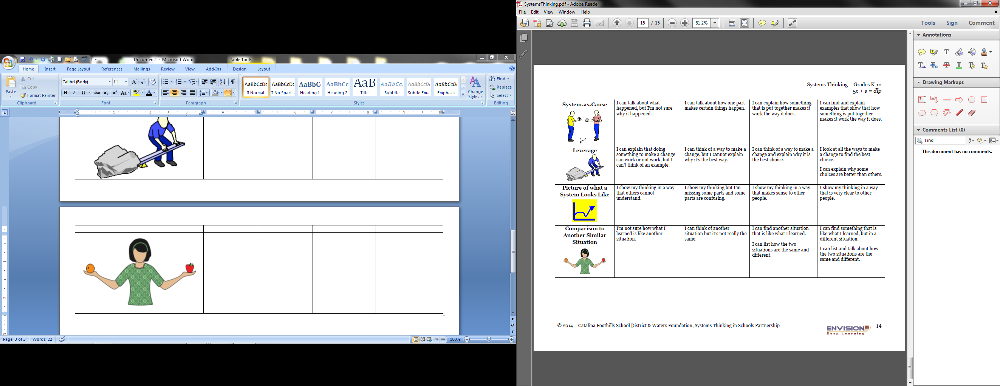 Document1 - Microsoft Word
Table Tools
Home Insert Page Layout References Mailings Review View Add-Ins Design Layout
Paste
Cut
Copy
Format Painter
Clipboard
Calibri (Body) 11
Font
Paragraph
AaBbCcDc AaBbCcDc AaBbC AaBbCc AaB AaBbCc. AaBbCcDc AaBbCcDc
¶ Normal ¶ No Spaci... Heading 1 Heading 2 Title Subtitle Subtle Em... Emphasis
Change Styles
Styles
Find
Replace
Select
Editing
1 2 3 4 6 7 8 9
Page: 3 of 3 Words: 22
100%
SystemsThinking.pdf - Adobe Reader
File Edit View Window Help
15 / 15
81.2%
Tools Sign Comment
Annotations
Drawing Markups
Comments List (0)
Find
This document has no comments.
Systems Thinking – Grades K-12
5c + s = dlp
System-as-Cause
I can talk about what
happened, but I'm not sure
why it happened.
I can talk about how one part
makes certain things happen.
I can explain how something
that is put together makes it
work the way it does.
I can find and explain
examples that show that how
something is put together
makes it work the way it does.
Leverage
I can explain that doing
something to make a change
can work or not work, but I
can't think of an example.
I can think of a way to make a
change, but I cannot explain
why it's the best way.
I can think of a way to make a
change and explain why it is
the best choice.
I look at all the ways to make
a change to find the best
choice.
I can explain why some
choices are better than others.
Picture of what a
System Looks Like
I show my thinking in a way
that others cannot
understand.
I show my thinking but I'm
missing some parts and some
parts are confusing.
I show my thinking in a way
that makes sense to other
people.
I show my thinking in a way
that is very clear to other
people.
Comparison to
Another Similar
Situation
I'm not sure how what I
learned is like another
situation.
I can think of another
situation but it's not really the
same.
I can find another situation
that is like what I learned.
I can list how the two
situations are the same and
different.
I can find something that is
like what I learned, but in a
different situation.
I can list and talk about how
the two situations are the
same and different.
© 2014 – Catalina Foothills School District & Waters Foundation, Systems Thinking in Schools Partnership
ENVISION 21
Deep Learning
14